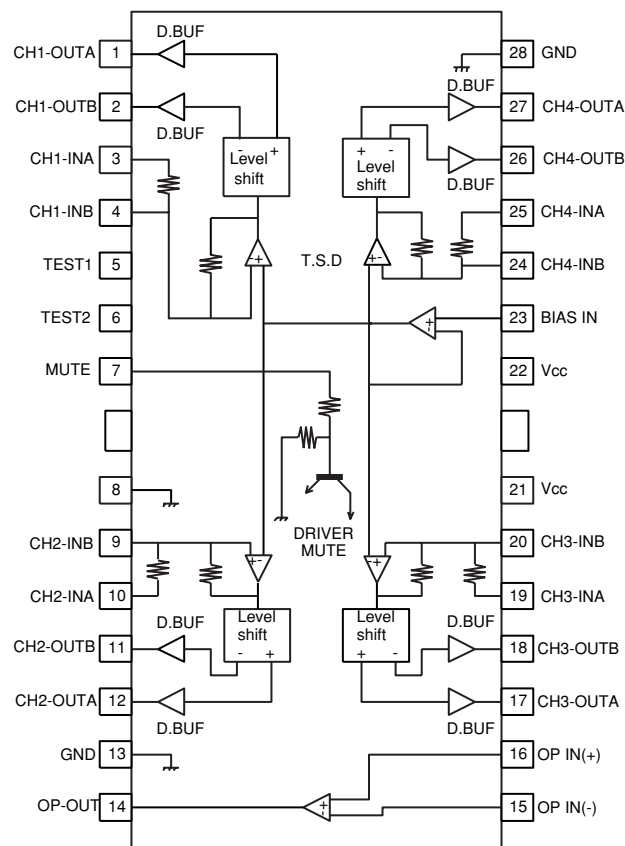 D.BUF
CH1-OUTA 1 28 GND
D.BUF
CH1-OUTB 2 27 CH4-OUTA
D.BUF
- + + -
CH1-INA 3 26 CH4-OUTB
Level shift Level shift D.BUF
CH1-INB 4 25 CH4-INA
- + + -
TEST1 5 T.S.D 24 CH4-INB
TEST2 6 + - 23 BIAS IN
MUTE 7 22 Vcc
8 21 Vcc
DRIVER MUTE
CH2-INB 9 20 CH3-INB
+ - - +
CH2-INA 10 19 CH3-INA
D.BUF Level shift Level shift D.BUF
CH2-OUTB 11 18 CH3-OUTB
- + + -
CH2-OUTA 12 17 CH3-OUTA
D.BUF D.BUF
GND 13 16 OP IN(+)
OP-OUT 14 + - 15 OP IN(-)